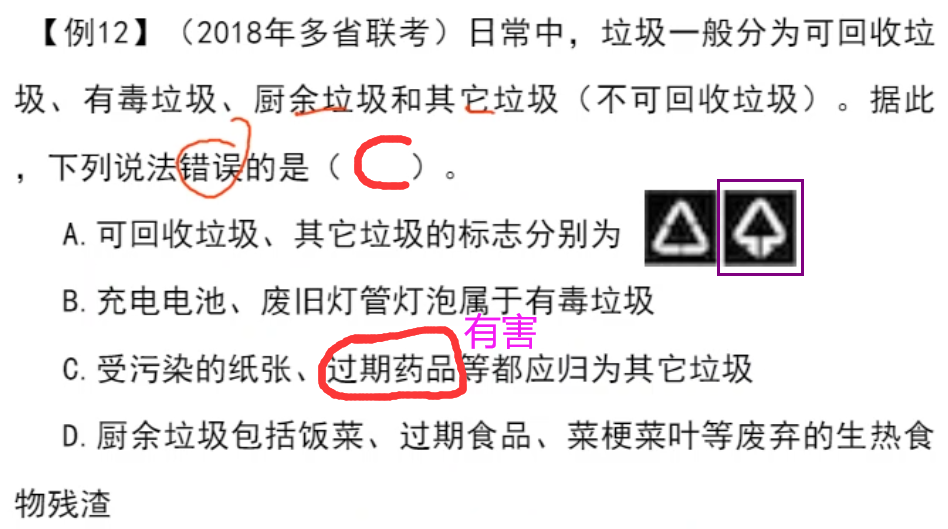 【例12】（2018年多省联考）日常中，垃圾一般分为可回收垃
圾、有毒垃圾、厨余垃圾和其它垃圾（不可回收垃圾）。据此
，下列说法错误的是（ C ）。
A.可回收垃圾、其它垃圾的标志分别为
B.充电电池、废旧灯管灯泡属于有毒垃圾
有害
C.受污染的纸张、过期药品等都应归为其它垃圾
D.厨余垃圾包括饭菜、过期食品、菜梗菜叶等废弃的生热食
物残渣